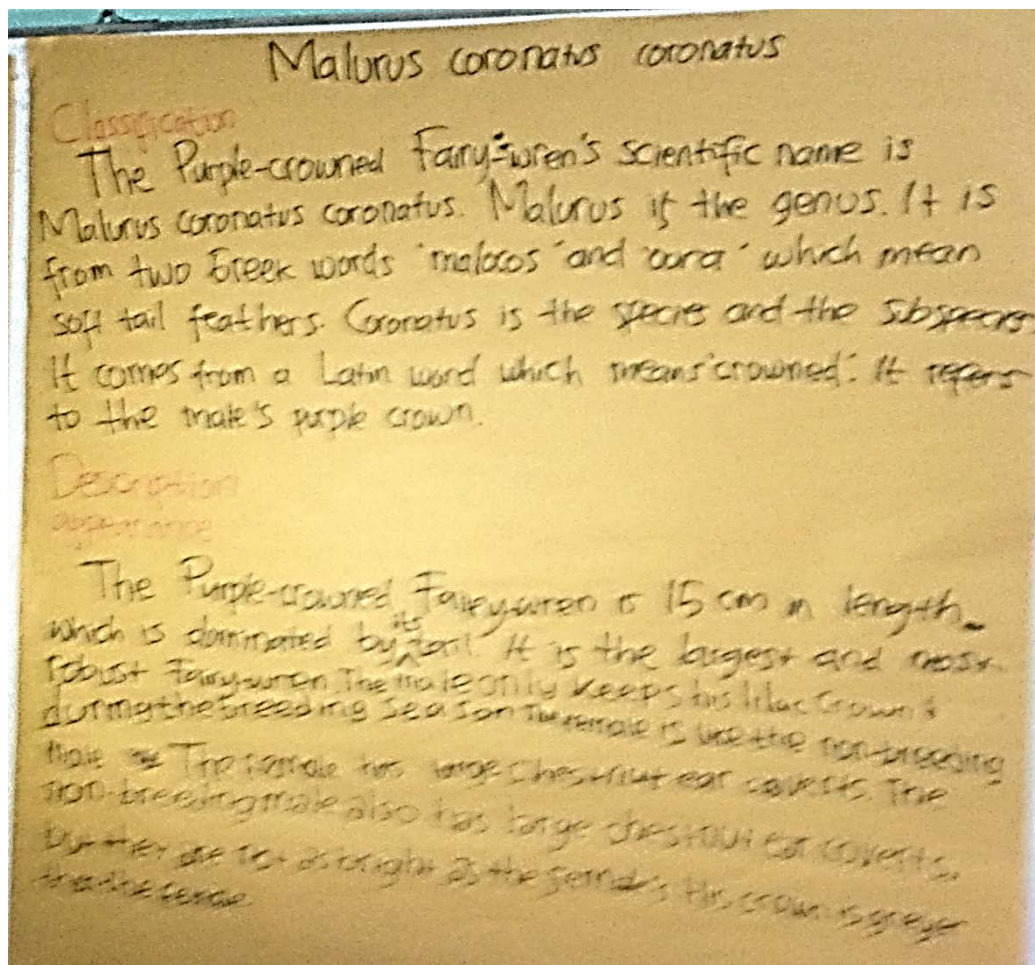 Malurus coronatus coronatus
Classification
The Purple-crowned Fairy-wren's scientific name is
Malurus coronatus coronatus. Malurus is the genus. It is
from two Greek words 'malocos' and 'oura' which mean
soft tail feathers. Coronatus is the species and the subspecies
It comes from a Latin word which means 'crowned'. It refers
to the male's purple crown.
Description
appearance
The Purple-crowned Fairy-wren is 15 cm in length
which is dominated by its tail. It is the largest and most
robust Fairy-wren. The male only keeps his lilac crown
during the breeding season The female is like the non-breeding
male The female has large chestnut ear coverts. The
non-breeding male also has large chestnut ear coverts,
but they are not as bright as the female's His crown is greyer
than the female